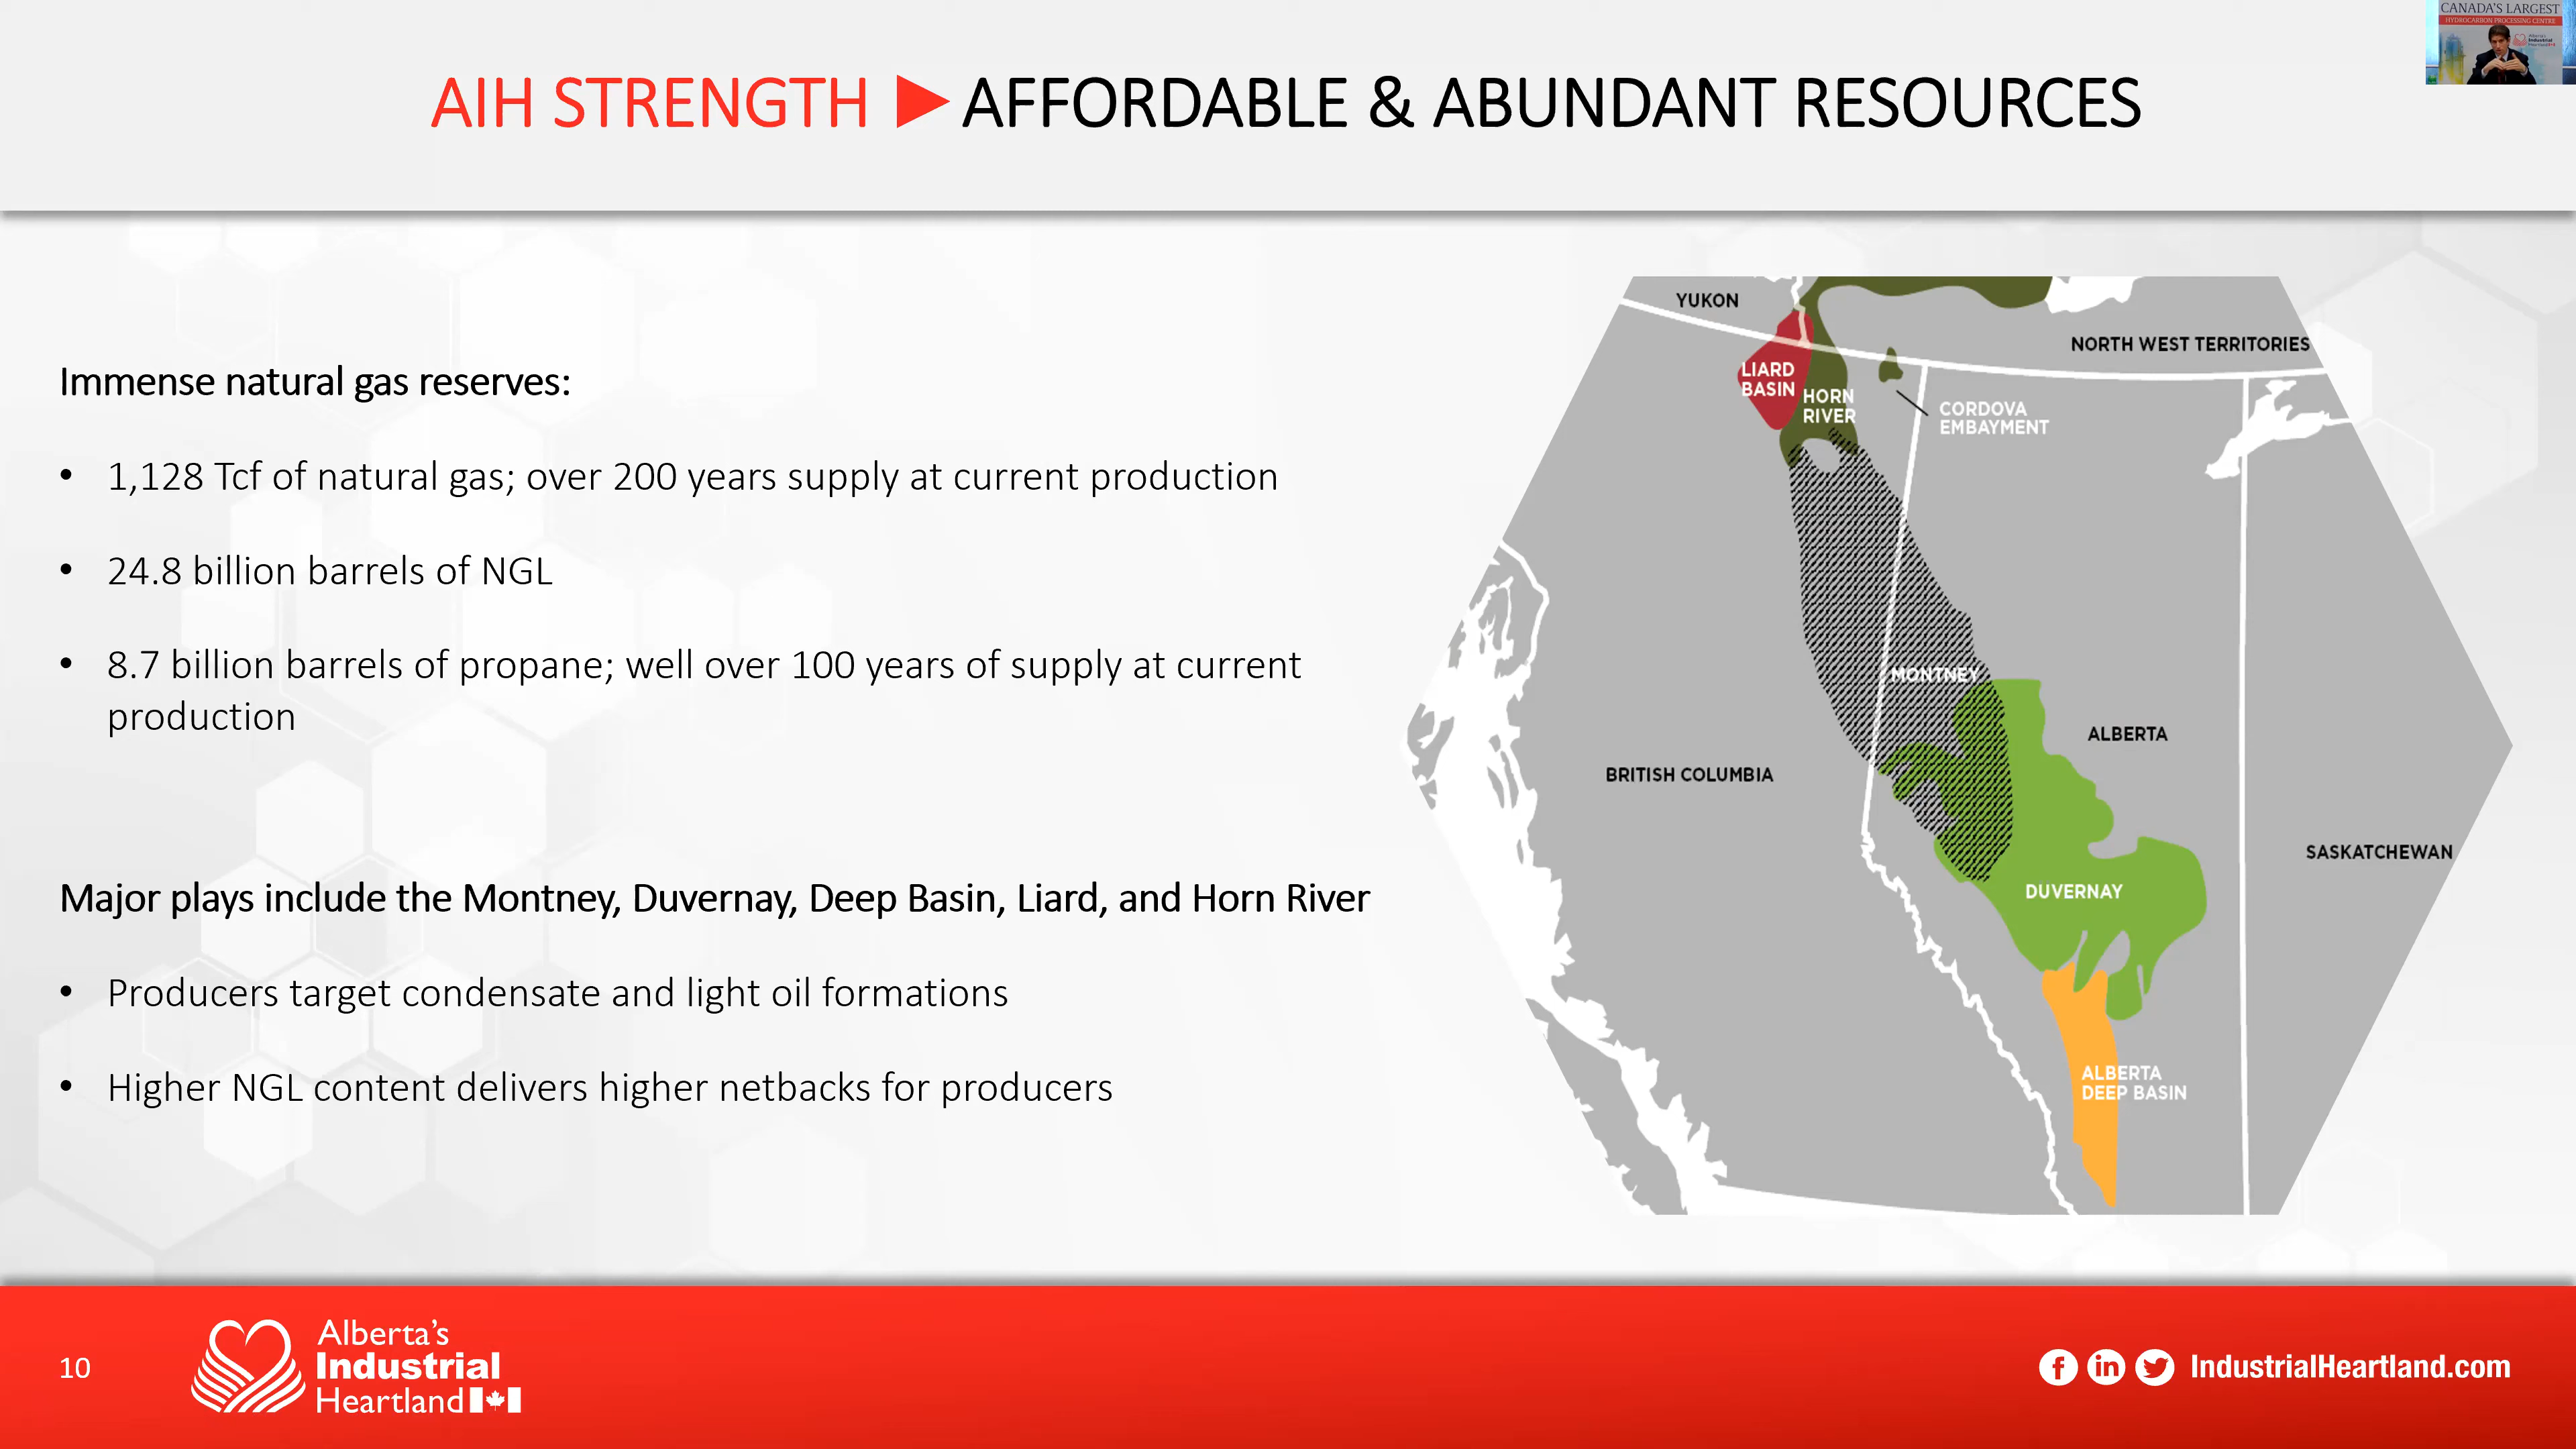 CANADA'S LARGEST
HYDROCARBON PROCESSING CENTRE
AIH STRENGTH ▶ AFFORDABLE & ABUNDANT RESOURCES
Immense natural gas reserves:
• 1,128 Tcf of natural gas; over 200 years supply at current production
• 24.8 billion barrels of NGL
• 8.7 billion barrels of propane; well over 100 years of supply at current
production
Major plays include the Montney, Duvernay, Deep Basin, Liard, and Horn River
• Producers target condensate and light oil formations
• Higher NGL content delivers higher netbacks for producers
YUKON
NORTH WEST TERRITORIES
LIARD
BASIN
HORN
RIVER
CORDOVA
EMBAYMENT
MONTNEY
ALBERTA
BRITISH COLUMBIA
SASKATCHEWAN
DUVERNAY
ALBERTA
DEEP BASIN
10
Alberta's
Industrial
Heartland
IndustrialHeartland.com